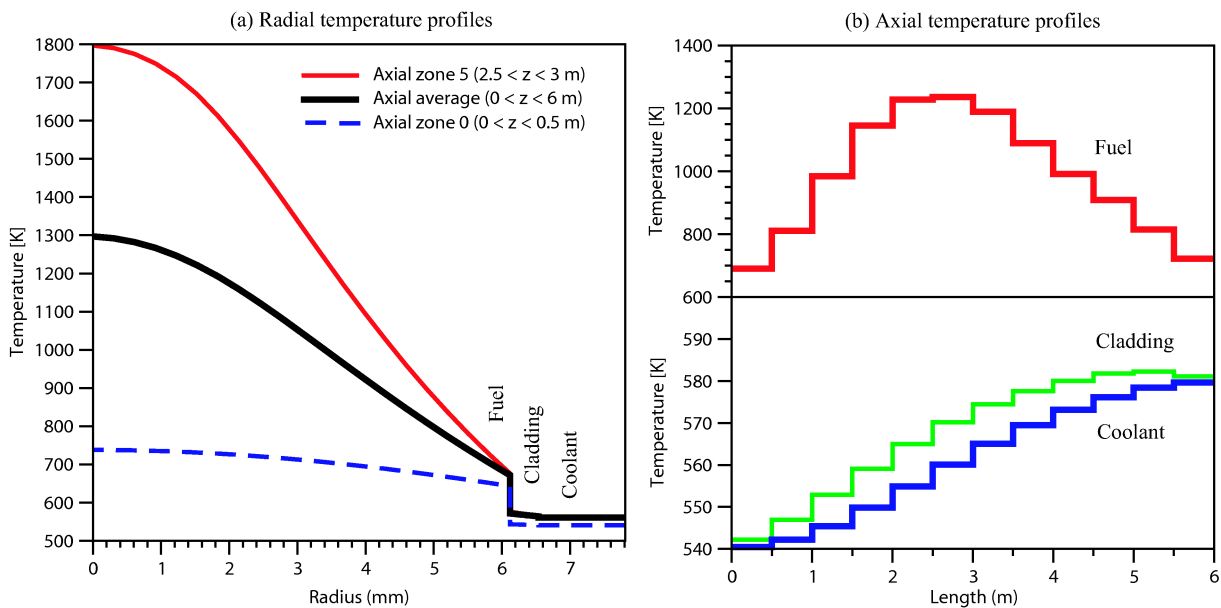 (a) Radial temperature profiles
1800
1700
1600
1500
1400
1300
1200
1100
1000
900
800
700
600
500
Temperature [K]
Axial zone 5 (2.5 < z < 3 m)
Axial average (0 < z < 6 m)
Axial zone 0 (0 < z < 0.5 m)
Fuel
Cladding
Coolant
0 1 2 3 4 5 6 7
Radius (mm)
(b) Axial temperature profiles
1400
1200
1000
800
600
Temperature [K]
Fuel
590
580
570
560
550
540
Temperature [K]
Cladding
Coolant
0 1 2 3 4 5 6
Length (m)